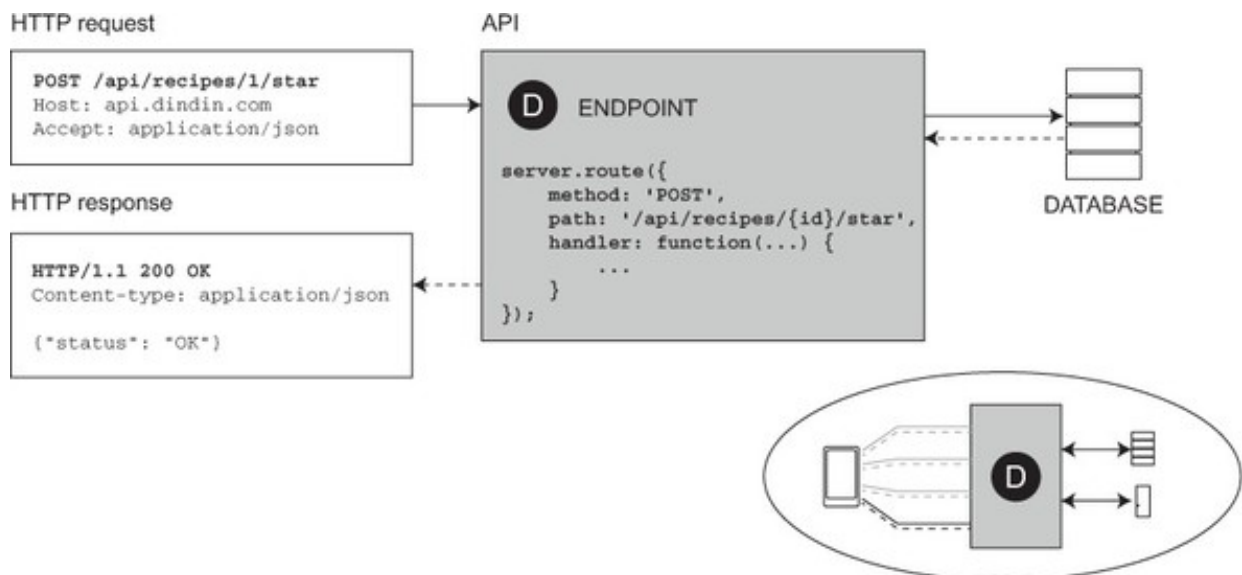 HTTP request
POST /api/recipes/1/star
Host: api.dindin.com
Accept: application/json
HTTP response
HTTP/1.1 200 OK
Content-type: application/json
{"status": "OK"}
API
D ENDPOINT
server.route({
    method: 'POST',
    path: '/api/recipes/{id}/star',
    handler: function(...) {
        ...
    }
});
DATABASE
D